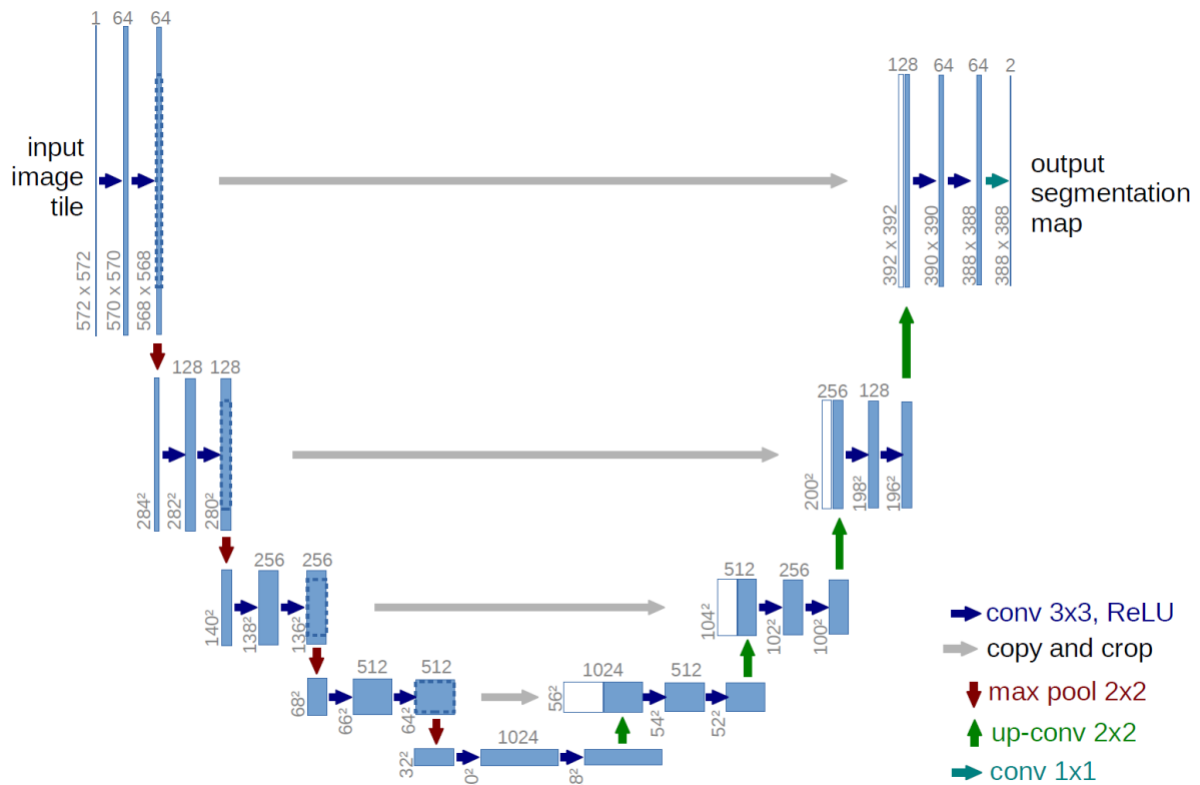 1 64 64
128 64 64 2
input
image
tile
output
segmentation
map
572 x 572
570 x 570
568 x 568
392 x 392
390 x 390
388 x 388
388 x 388
128 128
256 128
284²
282²
280²
200²
198²
196²
256 256
512 256
140²
138²
136²
104²
102²
100²
conv 3x3, ReLU
copy and crop
max pool 2x2
up-conv 2x2
conv 1x1
512 512
1024 512
68²
66²
64²
56²
54²
52²
1024
32²
0²
8²